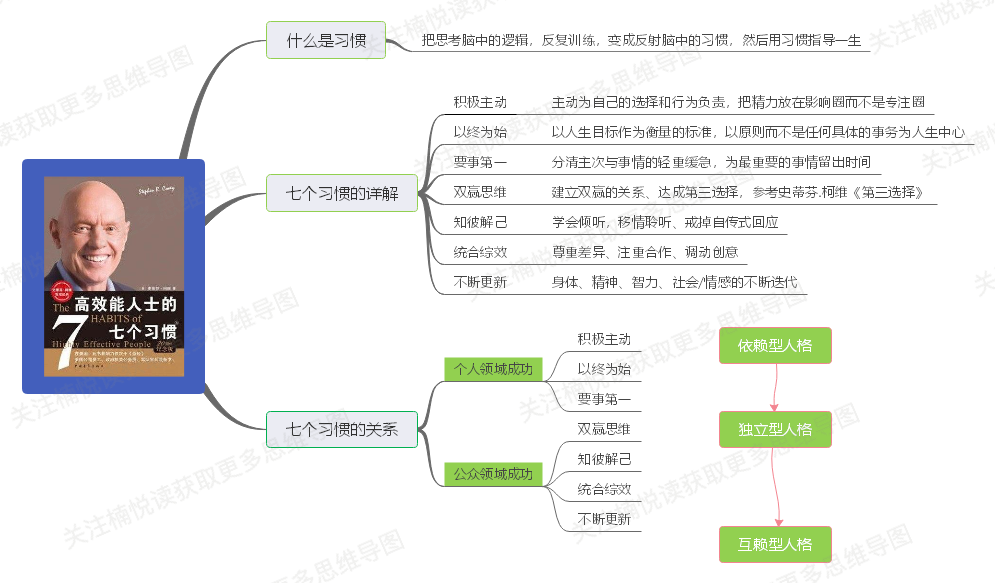 什么是习惯
把思考脑中的逻辑，反复训练，变成反射脑中的习惯，然后用习惯指导一生
七个习惯的详解
积极主动 主动为自己的选择和行为负责，把精力放在影响圈而不是专注圈
以终为始 以人生目标作为衡量的标准，以原则而不是任何具体的事务为人生中心
要事第一 分清主次与事情的轻重缓急，为最重要的事情留出时间
双赢思维 建立双赢的关系、达成第三选择，参考史蒂芬.柯维《第三选择》
知彼解己 学会倾听，移情聆听、戒掉自传式回应
统合综效 尊重差异、注重合作、调动创意
不断更新 身体、精神、智力、社会/情感的不断迭代
Stephen R. Covey
高效能人士的
The 7 HABITS of
七个习惯
Highly Effective People
七个习惯的关系
个人领域成功
积极主动
以终为始
要事第一
公众领域成功
双赢思维
知彼解己
统合综效
不断更新
依赖型人格
独立型人格
互赖型人格
关注楠悦读获取更多思维导图